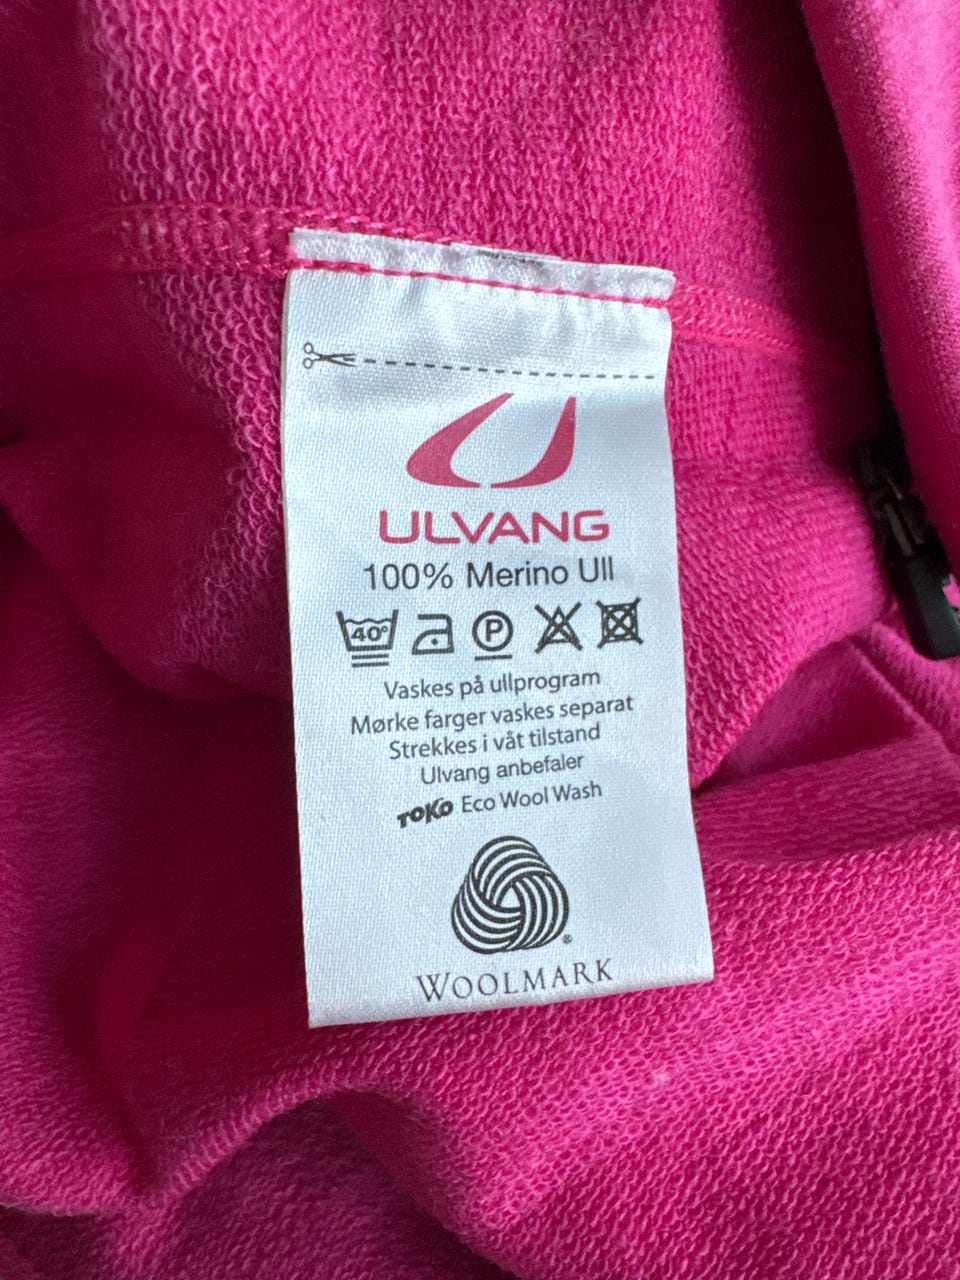 ULVANG
100% Merino Ull
40° P
Vaskes på ullprogram
Mørke farger vaskes separat
Strekkes i våt tilstand
Ulvang anbefaler
TOKO Eco Wool Wash
®
WOOLMARK